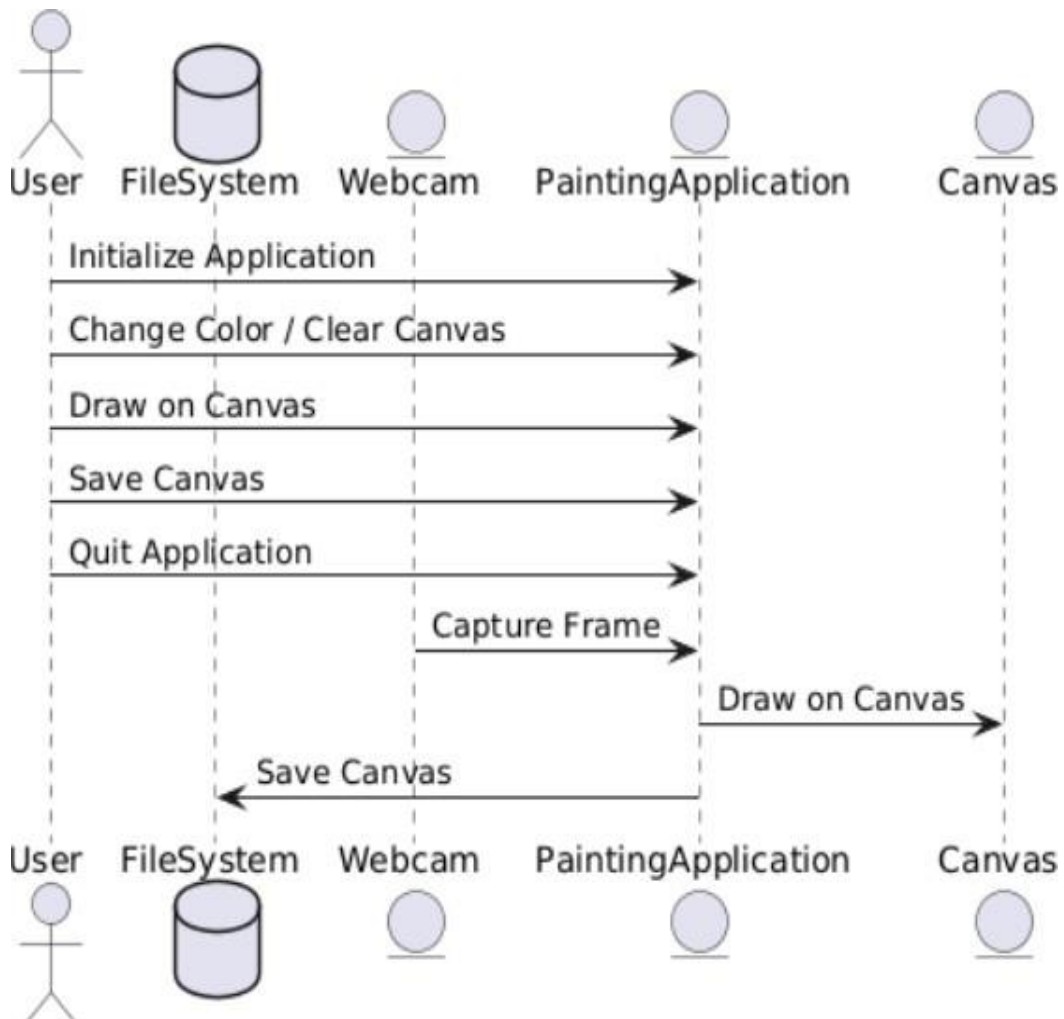 User FileSystem Webcam PaintingApplication Canvas
Initialize Application
Change Color / Clear Canvas
Draw on Canvas
Save Canvas
Quit Application
Capture Frame
Draw on Canvas
Save Canvas
User FileSystem Webcam PaintingApplication Canvas